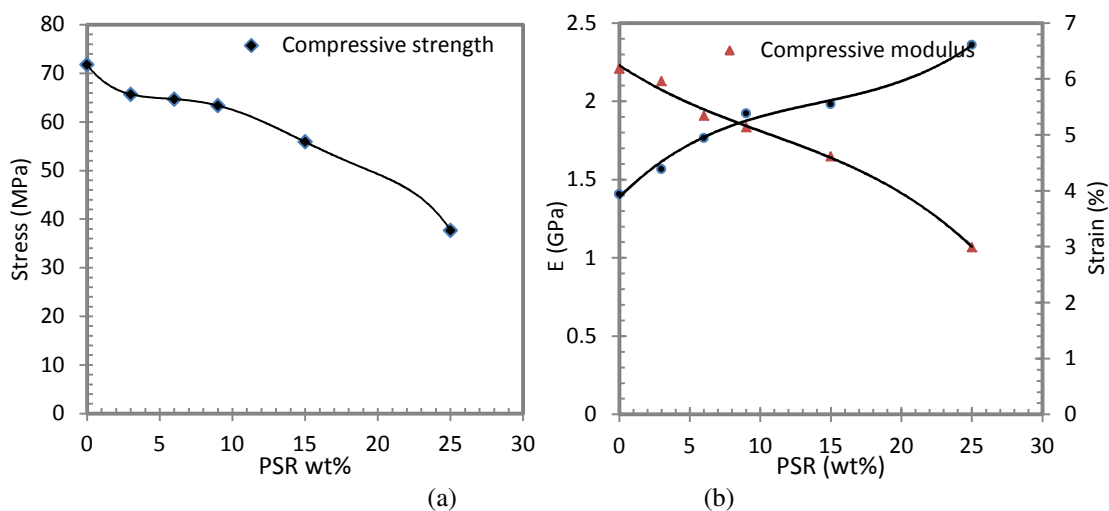 80
70
60
50
40
30
20
10
0
Stress (MPa)
Compressive strength
0 5 10 15 20 25 30
PSR wt%
(a)
2.5
2
1.5
1
0.5
0
E (GPa)
Compressive modulus
7
6
5
4
3
2
1
0
Strain (%)
0 5 10 15 20 25 30
PSR (wt%)
(b)